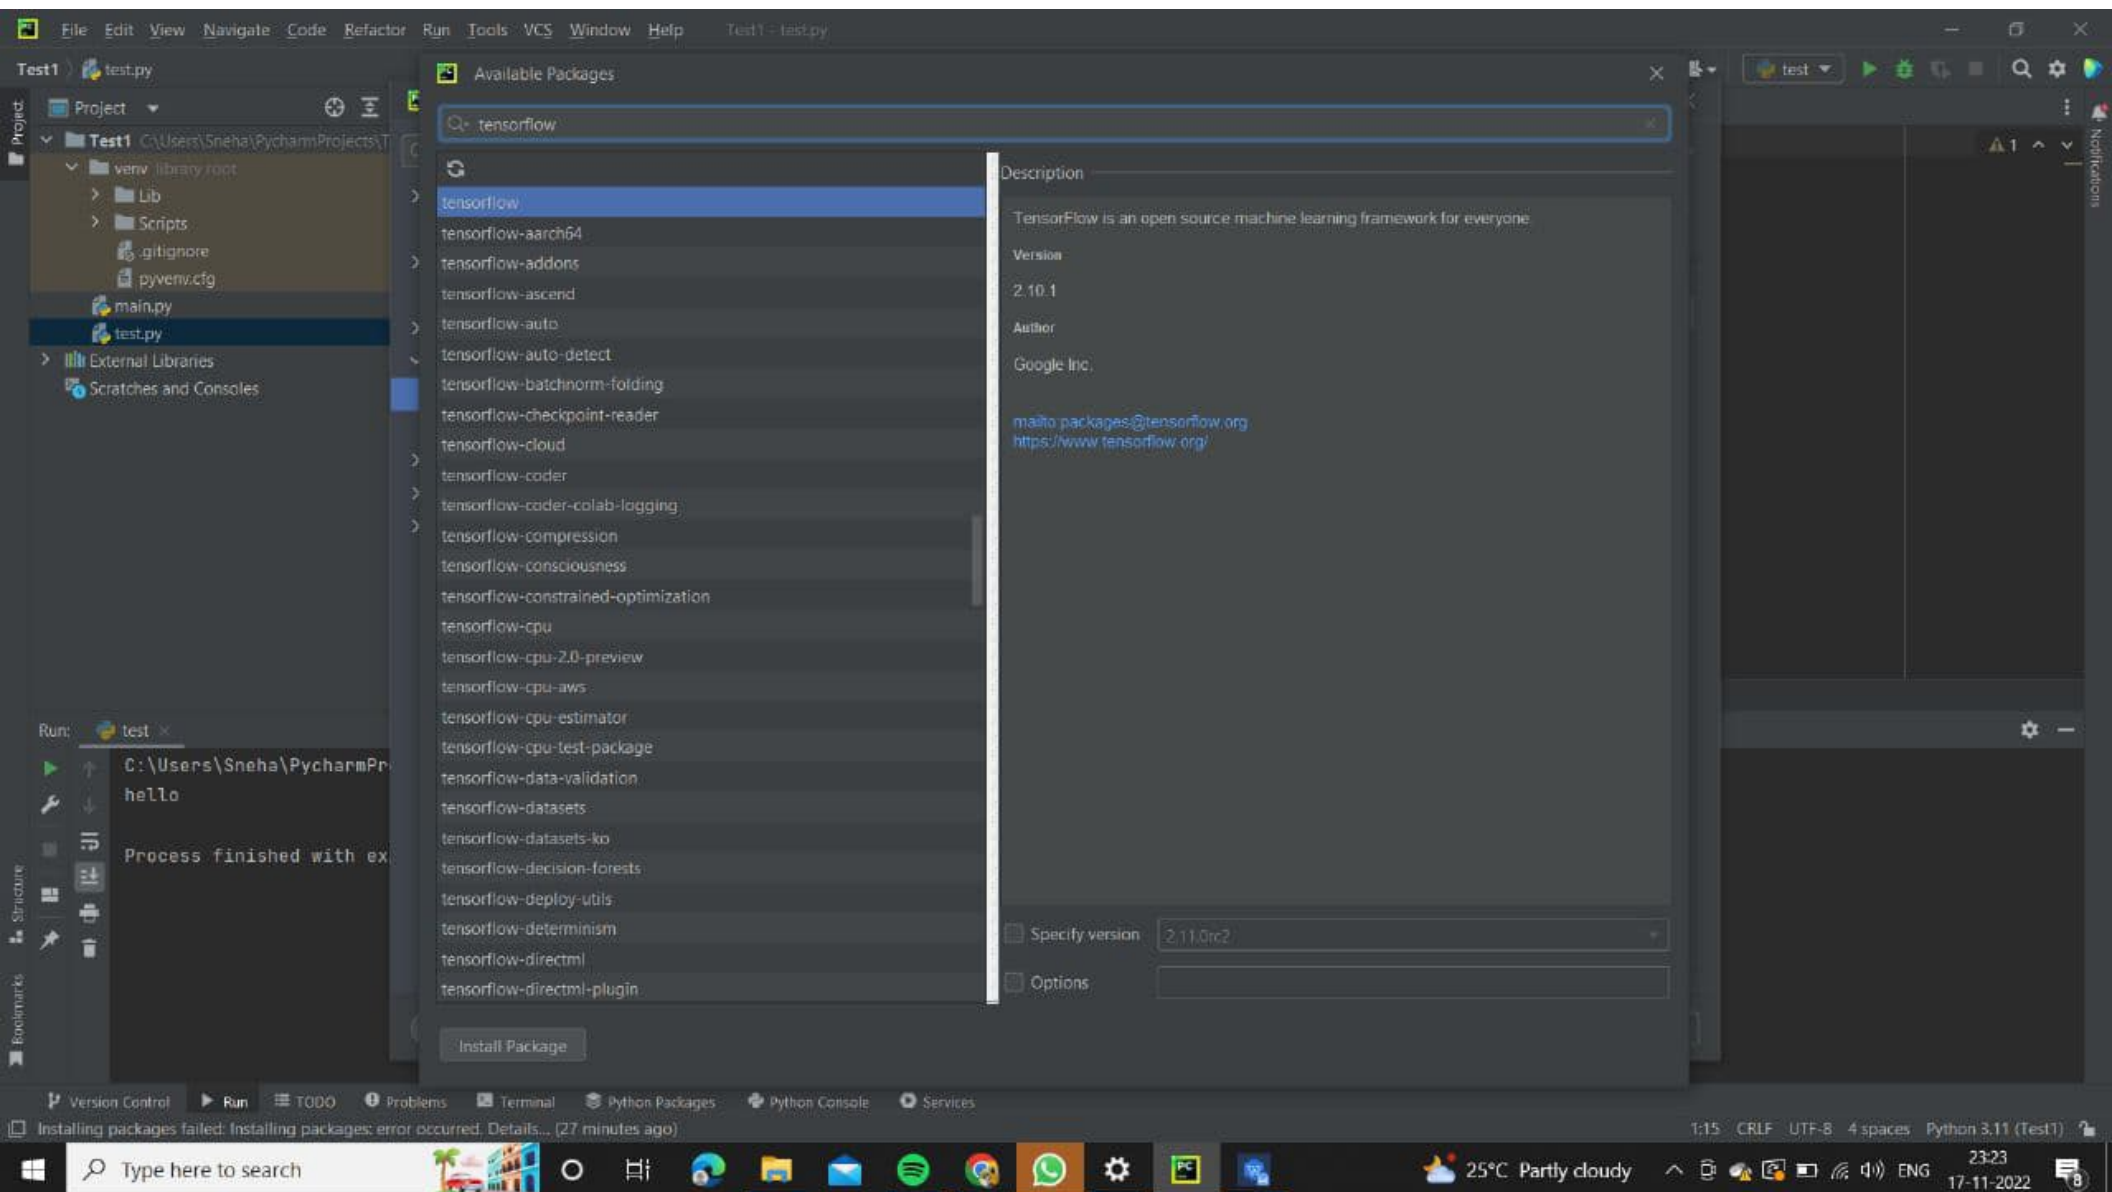 File Edit View Navigate Code Refactor Run Tools VCS Window Help Test1 - test.py
Test1 test.py
Available Packages
test
Project
Project
tensorflow
Test1 C:\Users\Sneha\PycharmProjects\T
1
Notifications
venv library root
Lib
Scripts
.gitignore
pyvenv.cfg
main.py
test.py
External Libraries
Scratches and Consoles
tensorflow
tensorflow-aarch64
tensorflow-addons
tensorflow-ascend
tensorflow-auto
tensorflow-auto-detect
tensorflow-batchnorm-folding
tensorflow-checkpoint-reader
tensorflow-cloud
tensorflow-coder
tensorflow-coder-colab-logging
tensorflow-compression
tensorflow-consciousness
tensorflow-constrained-optimization
tensorflow-cpu
tensorflow-cpu-2.0-preview
tensorflow-cpu-aws
tensorflow-cpu-estimator
tensorflow-cpu-test-package
tensorflow-data-validation
tensorflow-datasets
tensorflow-datasets-ko
tensorflow-decision-forests
tensorflow-deploy-utils
tensorflow-determinism
tensorflow-directml
tensorflow-directml-plugin
Description
TensorFlow is an open source machine learning framework for everyone.
Version
2.10.1
Author
Google Inc.
mailto:packages@tensorflow.org
https://www.tensorflow.org/
Specify version 2.11.0rc2
Options
Install Package
Run: test
C:\Users\Sneha\PycharmPr
hello
Process finished with ex
Structure
Bookmarks
Version Control Run TODO Problems Terminal Python Packages Python Console Services
Installing packages failed: Installing packages: error occurred. Details... (27 minutes ago)
1:15 CRLF UTF-8 4 spaces Python 3.11 (Test1)
Type here to search
25°C Partly cloudy
ENG
23:23
17-11-2022
8